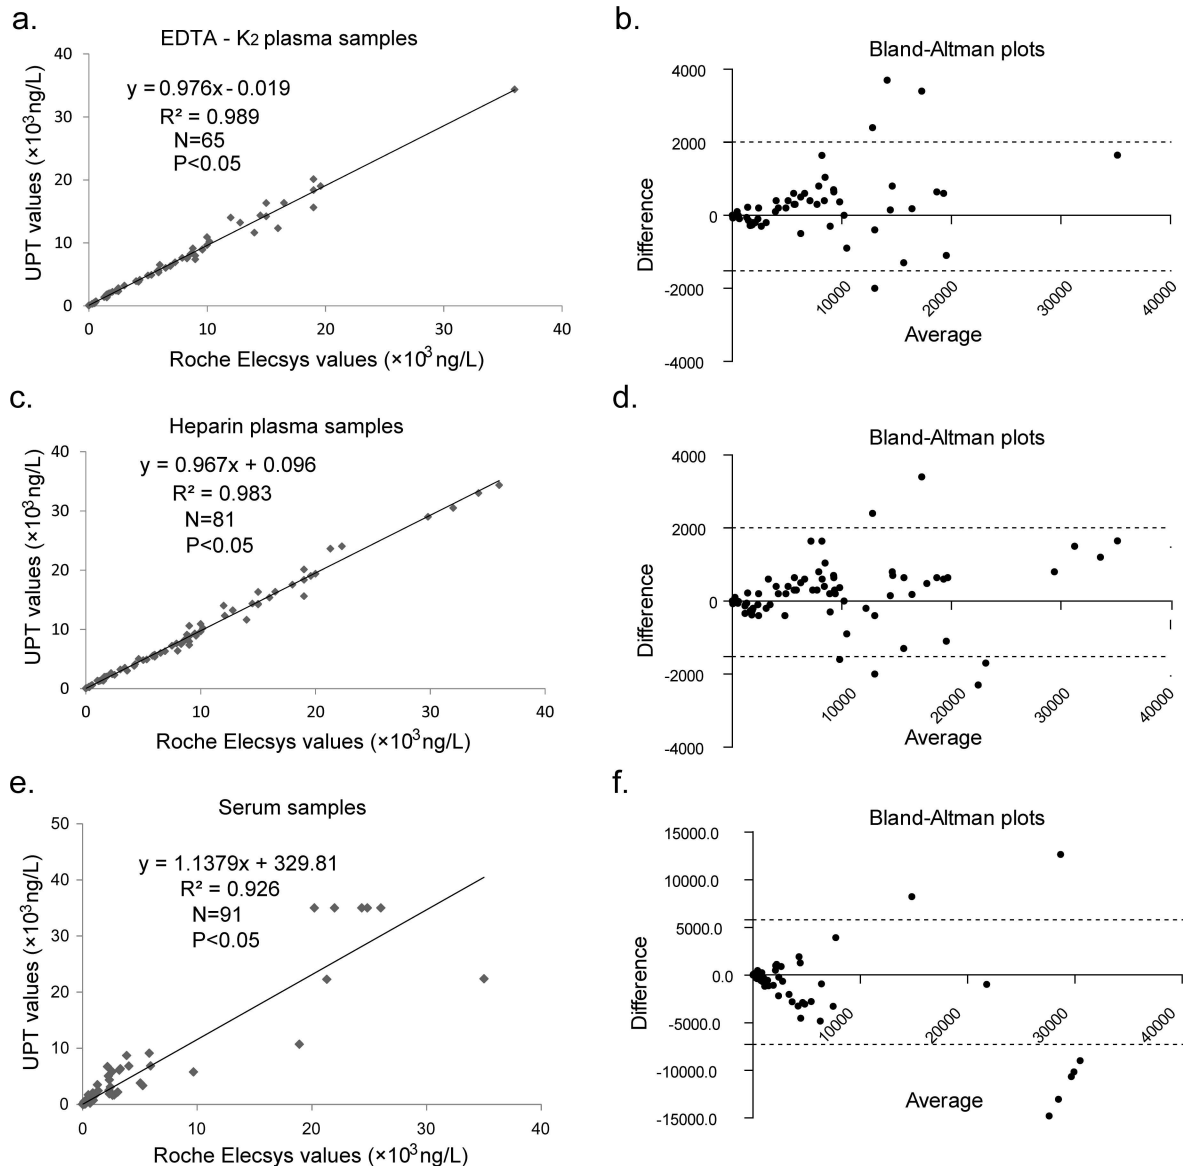 a.
EDTA - K2 plasma samples
y = 0.976x - 0.019
R² = 0.989
N=65
P<0.05
UPT values (×10³ng/L)
40
30
20
10
0
0 10 20 30 40
Roche Elecsys values (×10³ng/L)
b.
Bland-Altman plots
Difference
4000
2000
0
-2000
-4000
10000 20000 30000 40000
Average
c.
Heparin plasma samples
y = 0.967x + 0.096
R² = 0.983
N=81
P<0.05
UPT values (×10³ng/L)
40
30
20
10
0
0 10 20 30 40
Roche Elecsys values (×10³ng/L)
d.
Bland-Altman plots
Difference
4000
2000
0
-2000
-4000
10000 20000 30000 40000
Average
e.
Serum samples
y = 1.1379x + 329.81
R² = 0.926
N=91
P<0.05
UPT values (×10³ng/L)
50
40
30
20
10
0
0 10 20 30 40
Roche Elecsys values (×10³ng/L)
f.
Bland-Altman plots
Difference
15000.0
10000.0
5000.0
0.0
-5000.0
-10000.0
-15000.0
10000 20000 30000 40000
Average